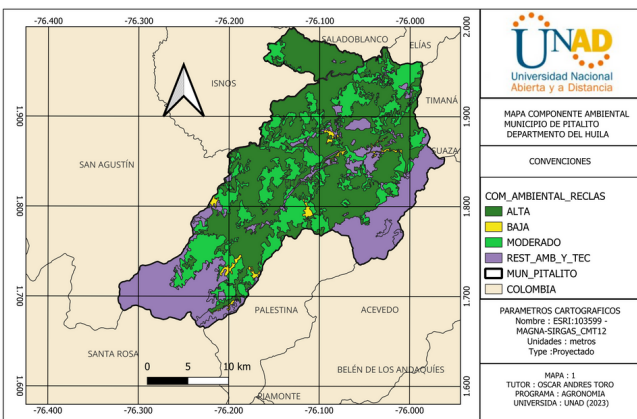 -76.400 -76.300 -76.200 -76.100 -76.000
SALADOBLANCO
ELÍAS
ISNOS
TIMANÁ
GUAZA
SAN AGUSTÍN
PALESTINA
ACEVEDO
SANTA ROSA
BELÉN DE LOS ANDAQUÍES
PIAMONTE
0 5 10 km
-76.400 -76.300 -76.200 -76.100 -76.000
1.900
1.800
1.700
1.600
2.000
1.900
1.800
1.700
1.600
UNAD
Universidad Nacional
Abierta y a Distancia
MAPA COMPONENTE AMBIENTAL
MUNICIPIO DE PITALITO
DEPARTMENTO DEL HUILA
CONVENCIONES
COM_AMBIENTAL_RECLAS
ALTA
BAJA
MODERADO
REST_AMB_Y_TEC
MUN_PITALITO
COLOMBIA
PARAMETROS CARTOGRAFICOS
Nombre : ESRI:103599 -
MAGNA-SIRGAS_CMT12
Unidades : metros
Type :Proyectado
MAPA : 1
TUTOR : OSCAR ANDRES TORO
PROGRAMA : AGRONOMIA
UNIVERSIDA : UNAD (2023)